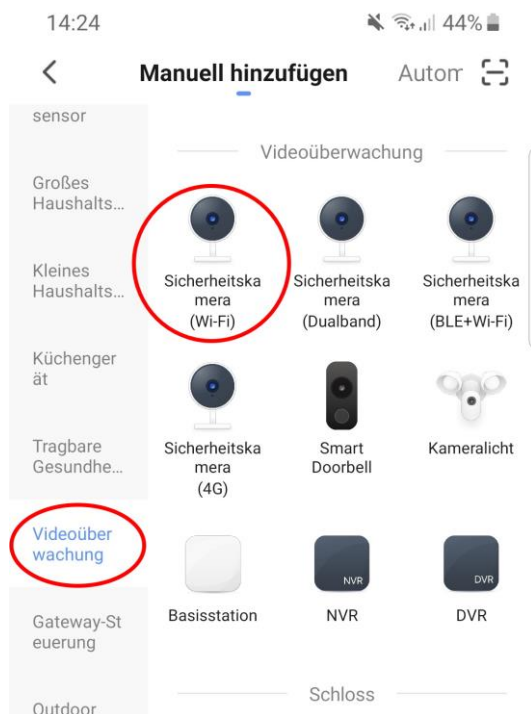 14:24
44%
Manuell hinzufügen
Autom
sensor
Großes
Haushalts...
Kleines
Haushalts...
Küchenger
ät
Tragbare
Gesundhe...
Videoüber
wachung
Gateway-St
euerung
Outdoor
Videoüberwachung
Sicherheitska
mera
(Wi-Fi)
Sicherheitska
mera
(Dualband)
Sicherheitska
mera
(BLE+Wi-Fi)
Sicherheitska
mera
(4G)
Smart
Doorbell
Kameralicht
Basisstation
NVR
NVR
DVR
DVR
Schloss